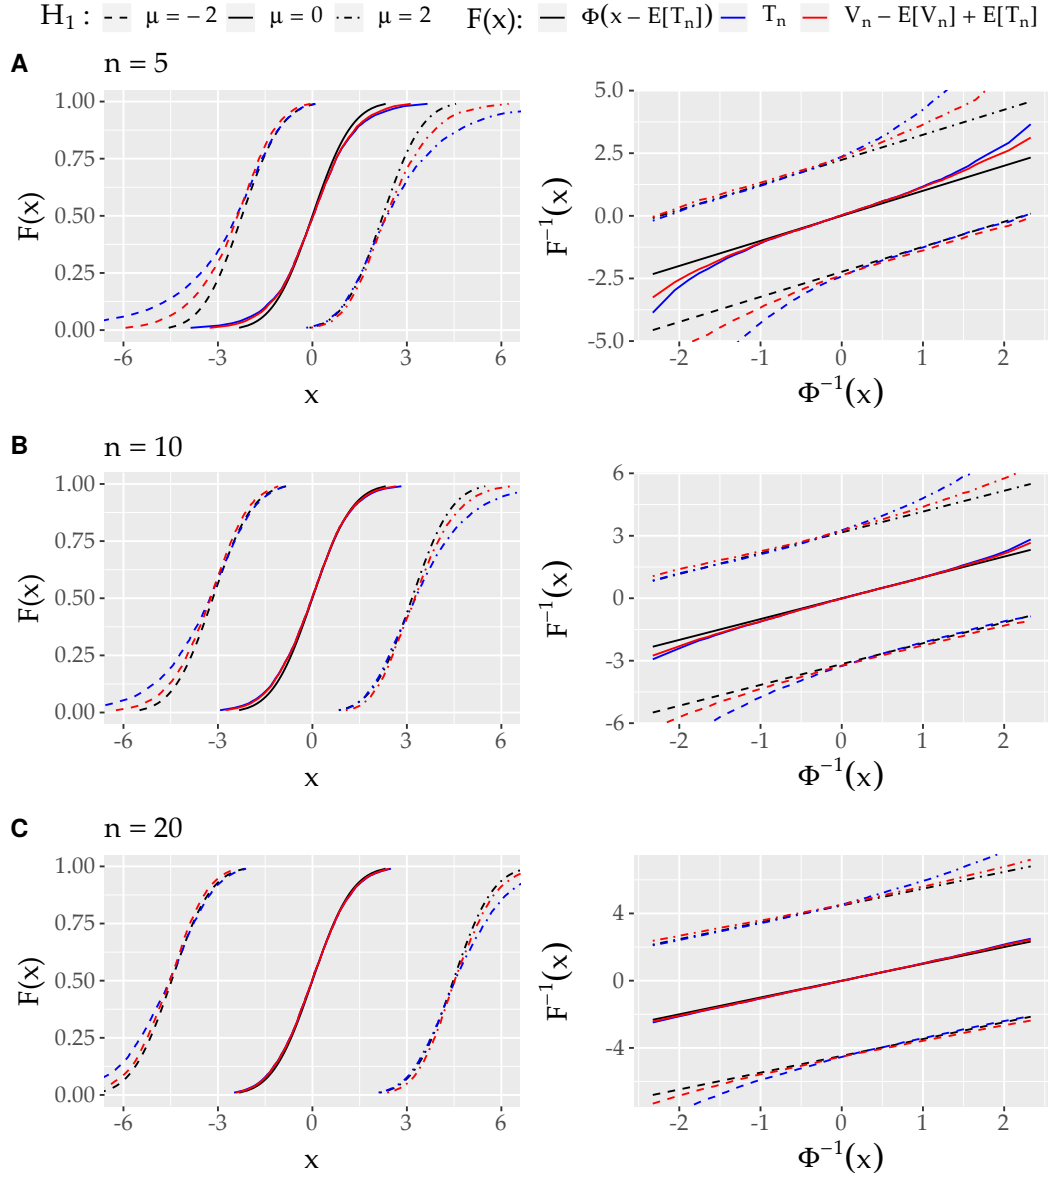 H₁ : μ = − 2 μ = 0 μ = 2 F(x): Φ(x − E[Tₙ]) Tₙ Vₙ − E[Vₙ] + E[Tₙ]
A n = 5
1.00
0.75
0.50
0.25
0.00
F(x)
-6 -3 0 3 6
x
5.0
2.5
0.0
-2.5
-5.0
F⁻¹(x)
-2 -1 0 1 2
Φ⁻¹(x)
B n = 10
1.00
0.75
0.50
0.25
0.00
F(x)
-6 -3 0 3 6
x
6
3
0
-3
-6
F⁻¹(x)
-2 -1 0 1 2
Φ⁻¹(x)
C n = 20
1.00
0.75
0.50
0.25
0.00
F(x)
-6 -3 0 3 6
x
4
0
-4
F⁻¹(x)
-2 -1 0 1 2
Φ⁻¹(x)